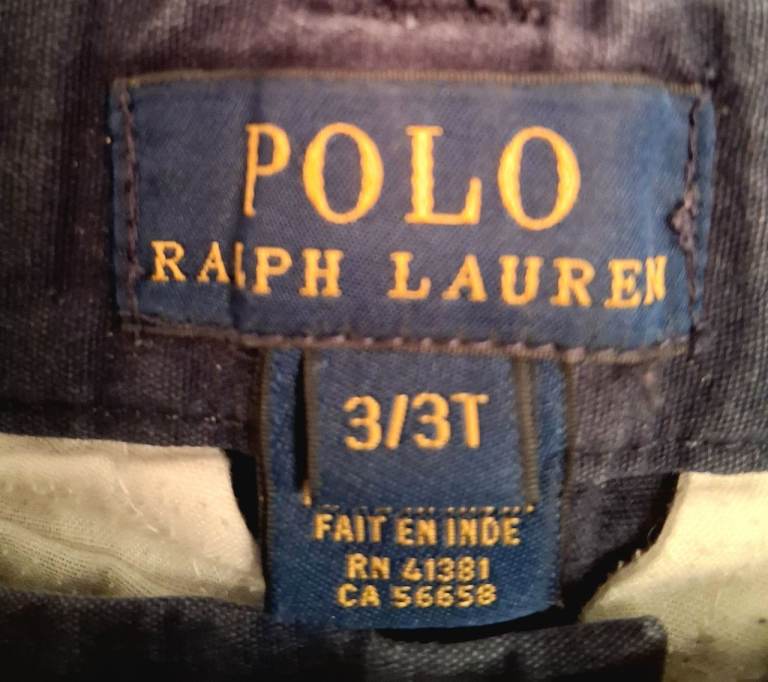 POLO
RALPH LAUREN
3/3T
FAIT EN INDE
RN 41381
CA 56658